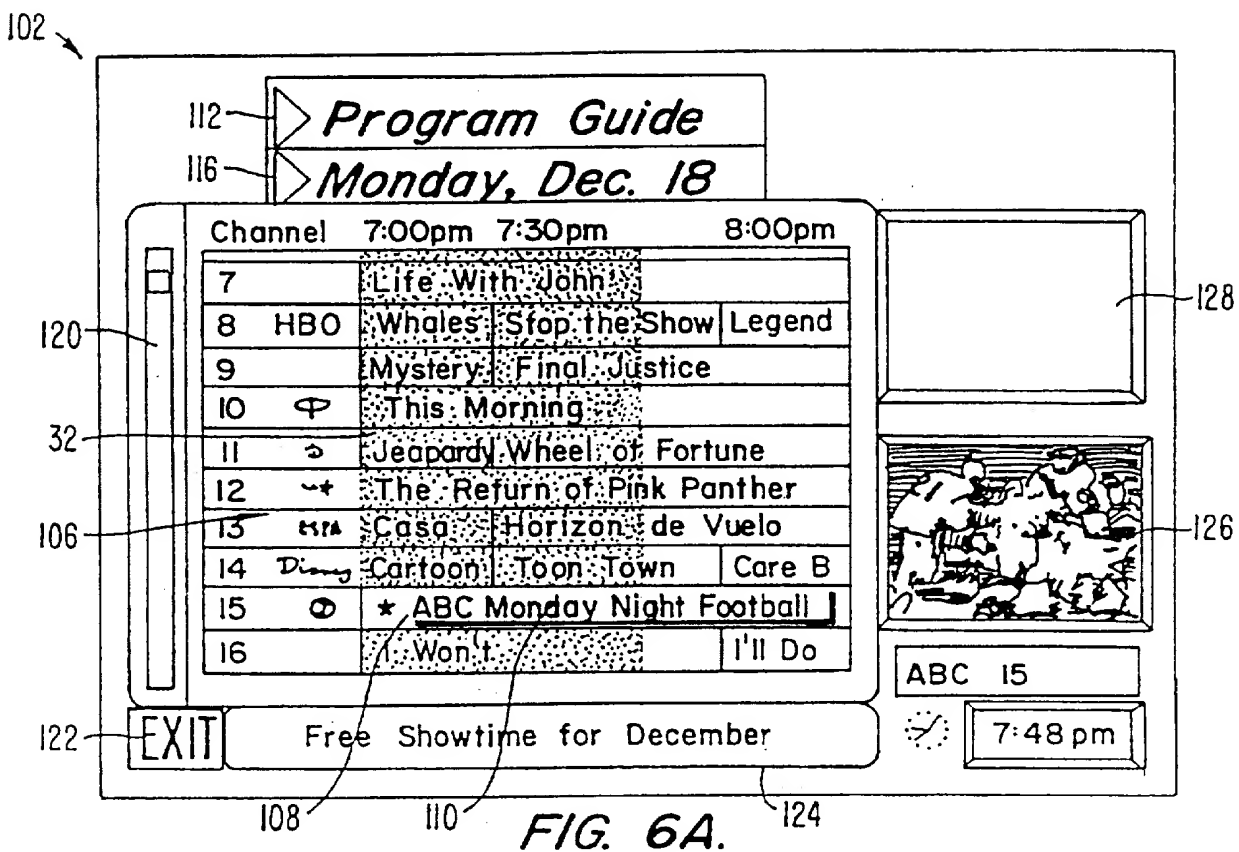 102
112 Program Guide
116 Monday, Dec. 18
Channel 7:00pm 7:30pm 8:00pm
7 Life With John
8 HBO Whales Stop the Show Legend
9 Mystery Final Justice
10 This Morning
11 Jeapardy Wheel of Fortune
12 The Return of Pink Panther
13 Casa Horizon de Vuelo
14 Disney Cartoon Toon Town Care B
15 * ABC Monday Night Football
16 I Won't I'll Do
120
32
106
128
126
ABC 15
7:48 pm
122 EXIT Free Showtime for December
108 110 124
FIG. 6A.